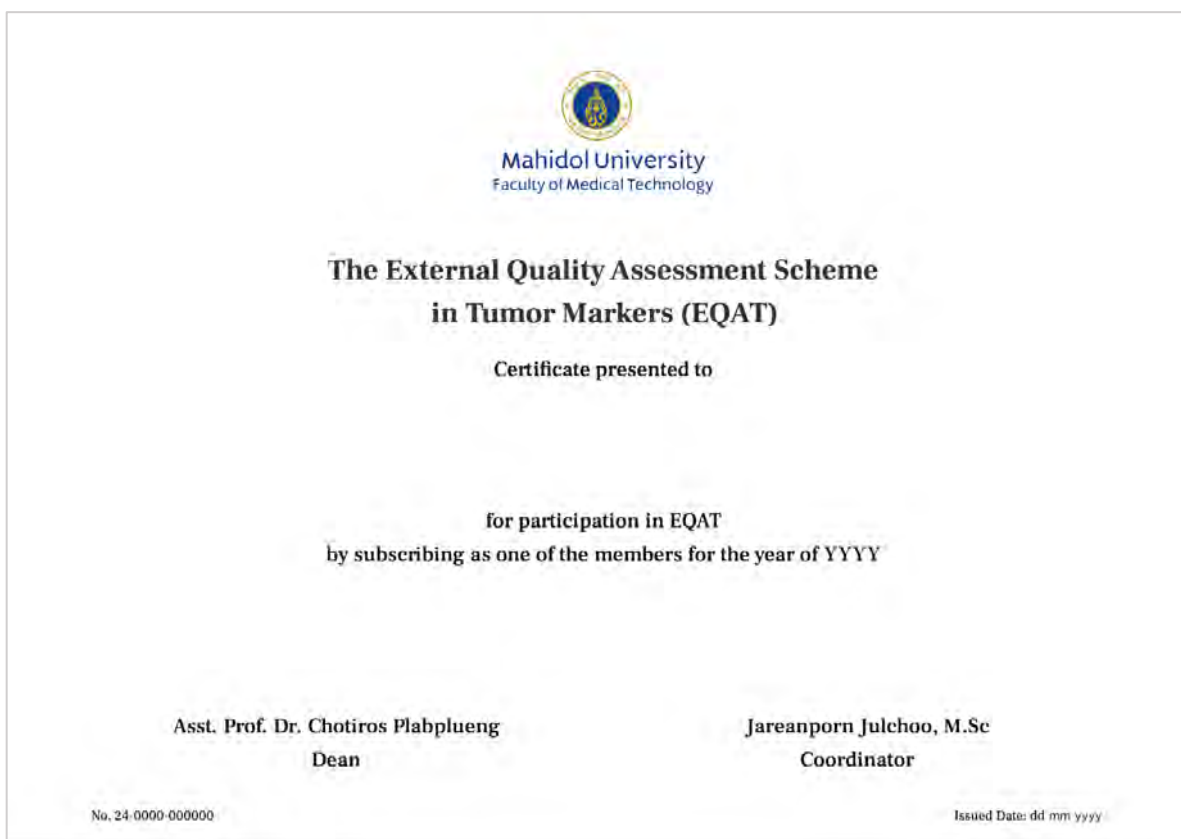 Mahidol University
Faculty of Medical Technology
The External Quality Assessment Scheme
in Tumor Markers (EQAT)
Certificate presented to
for participation in EQAT
by subscribing as one of the members for the year of YYYY
Asst. Prof. Dr. Chotiros Plabplueng
Dean
Jareanporn Julchoo, M.Sc
Coordinator
No. 24-0000-000000
Issued Date: dd mm yyyy